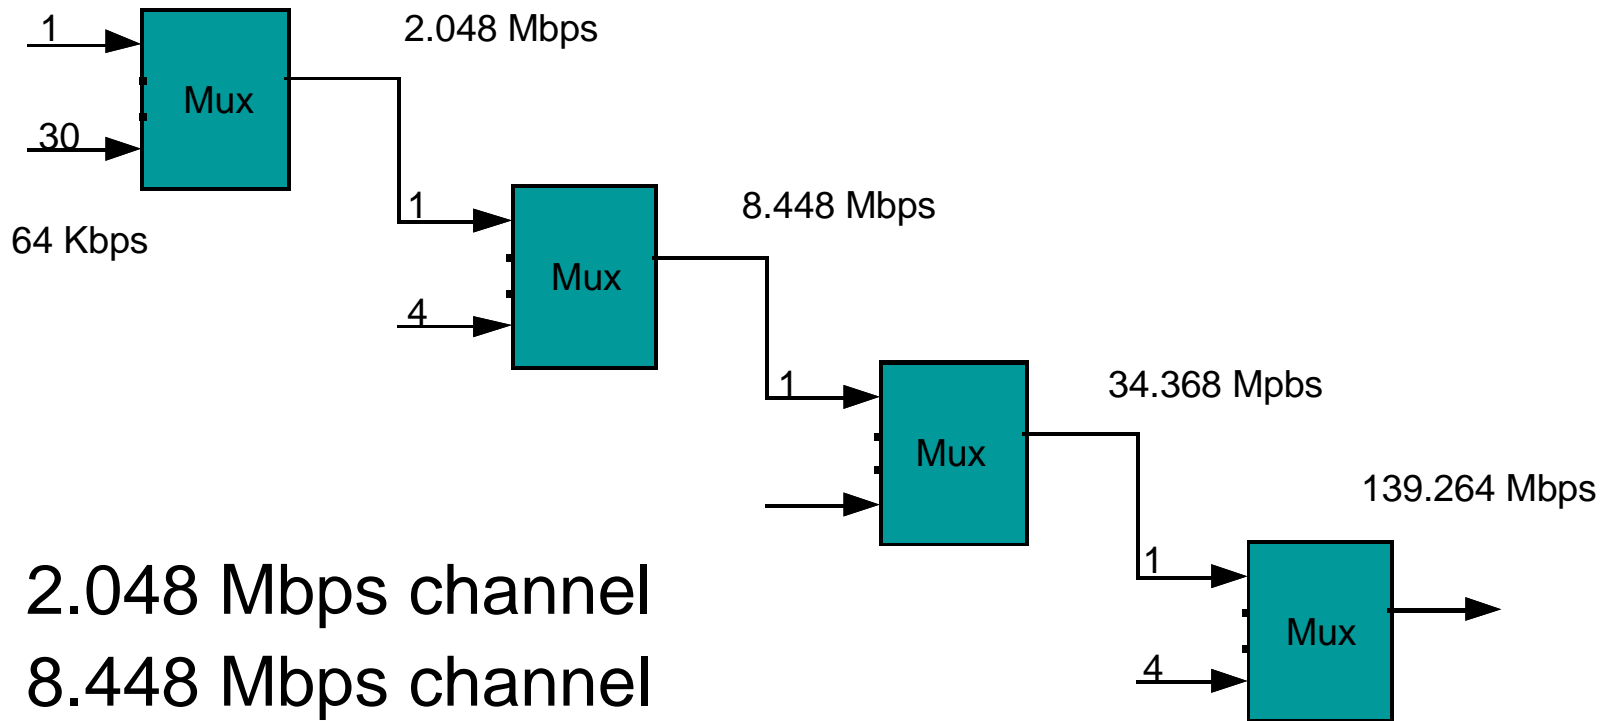 1
2.048 Mbps
Mux
30
64 Kbps
1
8.448 Mbps
Mux
4
1
34.368 Mpbs
Mux
139.264 Mbps
1
Mux
4
2.048 Mbps channel
8.448 Mbps channel